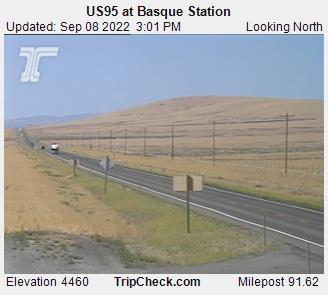 US95 at Basque Station
Updated: Sep 08 2022 3:01 PM Looking North
Elevation 4460 TripCheck.com Milepost 91.62